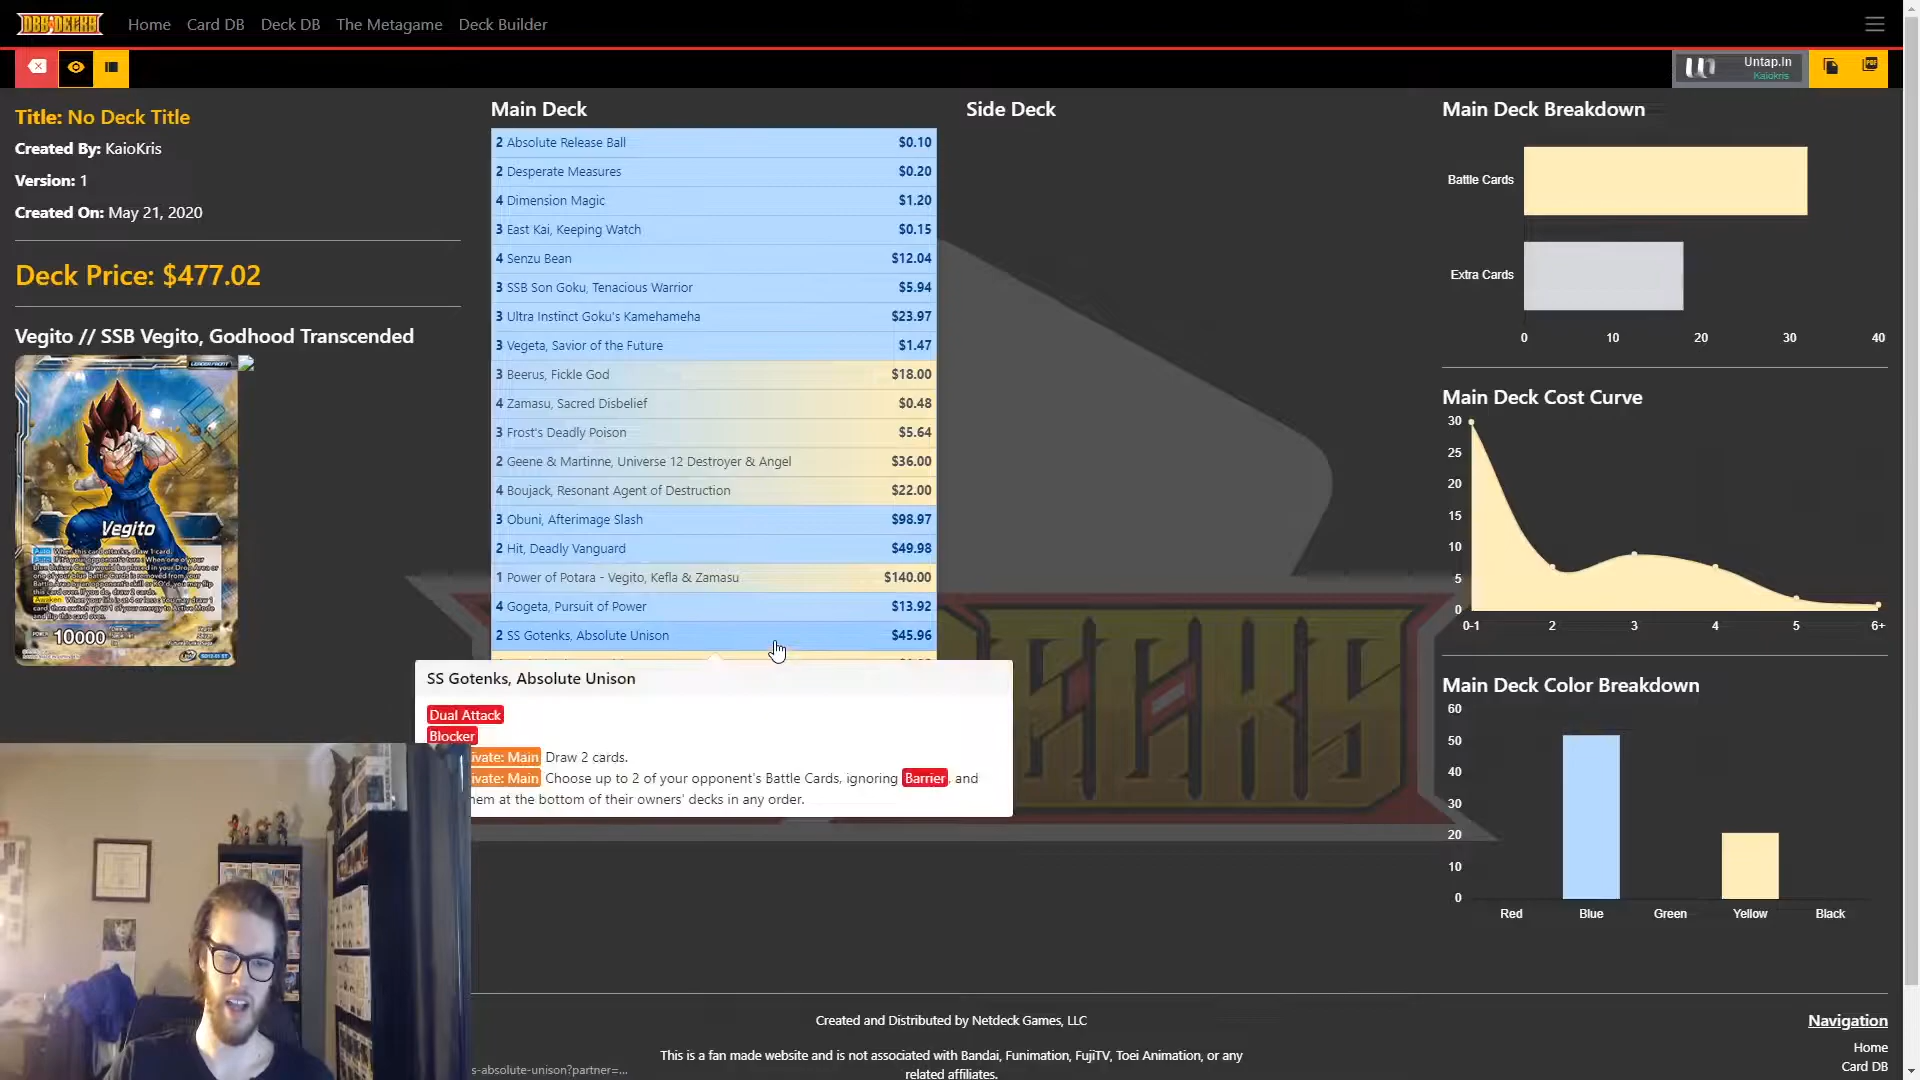 DBS DECKS
Home Card DB Deck DB The Metagame Deck Builder
Untap.In
Kaiokris
Title: No Deck Title
Created By: KaioKris
Version: 1
Created On: May 21, 2020
Deck Price: $477.02
Vegito // SSB Vegito, Godhood Transcended
Vegito
10000
Main Deck
2 Absolute Release Ball $0.10
2 Desperate Measures $0.20
4 Dimension Magic $1.20
3 East Kai, Keeping Watch $0.15
4 Senzu Bean $12.04
3 SSB Son Goku, Tenacious Warrior $5.94
3 Ultra Instinct Goku's Kamehameha $23.97
3 Vegeta, Savior of the Future $1.47
3 Beerus, Fickle God $18.00
4 Zamasu, Sacred Disbelief $0.48
3 Frost's Deadly Poison $5.64
2 Geene & Martinne, Universe 12 Destroyer & Angel $36.00
4 Boujack, Resonant Agent of Destruction $22.00
3 Obuni, Afterimage Slash $98.97
2 Hit, Deadly Vanguard $49.98
1 Power of Potara - Vegito, Kefla & Zamasu $140.00
4 Gogeta, Pursuit of Power $13.92
2 SS Gotenks, Absolute Unison $45.96
SS Gotenks, Absolute Unison
Dual Attack
Blocker
ivate: Main Draw 2 cards.
ivate: Main Choose up to 2 of your opponent's Battle Cards, ignoring Barrier, and
hem at the bottom of their owners' decks in any order.
Side Deck
Main Deck Breakdown
Battle Cards
Extra Cards
0 10 20 30 40
Main Deck Cost Curve
30
25
20
15
10
5
0
0-1 2 3 4 5 6+
Main Deck Color Breakdown
60
50
40
30
20
10
0
Red Blue Green Yellow Black
Created and Distributed by Netdeck Games, LLC
This is a fan made website and is not associated with Bandai, Funimation, FujiTV, Toei Animation, or any
related affiliates.
Navigation
Home
Card DB
s-absolute-unison?partner=...